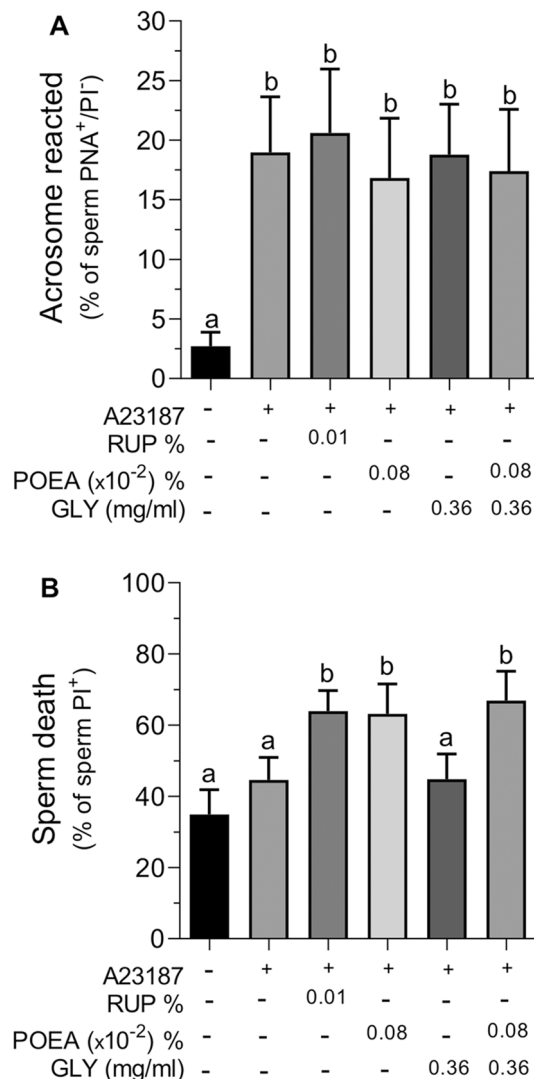 A
Acrosome reacted
(% of sperm PNA⁺/PI⁻)
30
25
20
15
10
5
0
a b b b b b
A23187 - + + + + +
RUP % - - 0.01 - - -
POEA (x10⁻²) % - - - 0.08 - 0.08
GLY (mg/ml) - - - - 0.36 0.36
B
Sperm death
(% of sperm PI⁺)
100
80
60
40
20
0
a a b b a b
A23187 - + + + + +
RUP % - - 0.01 - - -
POEA (x10⁻²) % - - - 0.08 - 0.08
GLY (mg/ml) - - - - 0.36 0.36